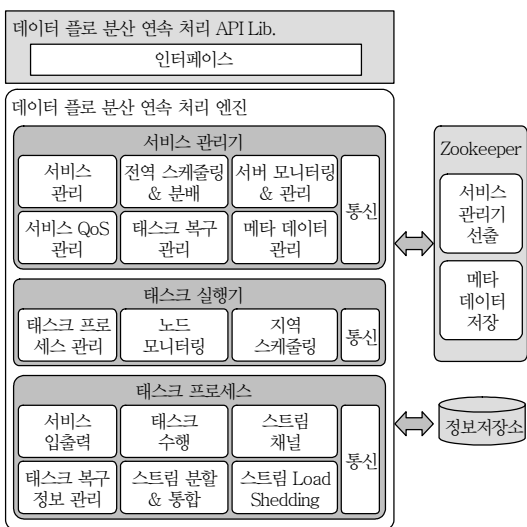 데이터 플로 분산 연속 처리 API Lib.
인터페이스
데이터 플로 분산 연속 처리 엔진
서비스 관리기
서비스
관리
전역 스케줄링
& 분배
서버 모니터링
& 관리
서비스 QoS
관리
태스크 복구
관리
메타 데이터
관리
통신
태스크 실행기
태스크 프로
세스 관리
노드
모니터링
지역
스케줄링
통신
태스크 프로세스
서비스
입출력
태스크
수행
스트림
채널
태스크 복구
정보 관리
스트림 분할
& 통합
스트림 Load
Shedding
통신
Zookeeper
서비스
관리기
선출
메타
데이터
저장
정보저장소